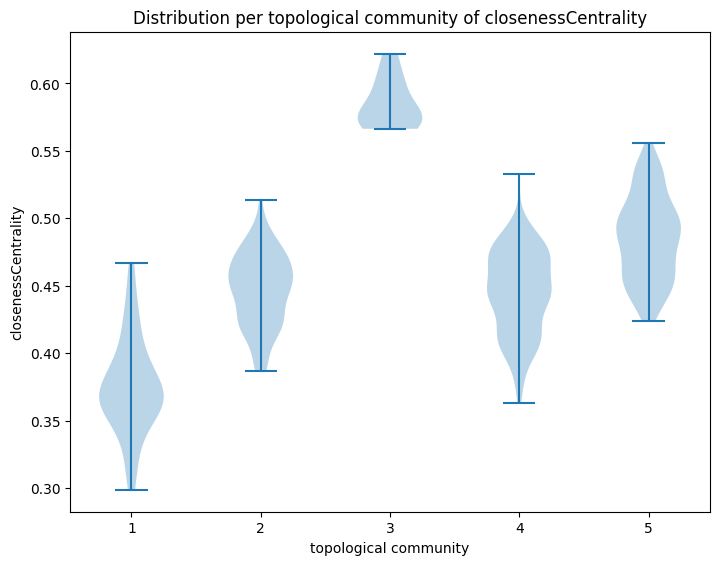 Distribution per topological community of closenessCentrality
closenessCentrality
0.60
0.55
0.50
0.45
0.40
0.35
0.30
1 2 3 4 5
topological community